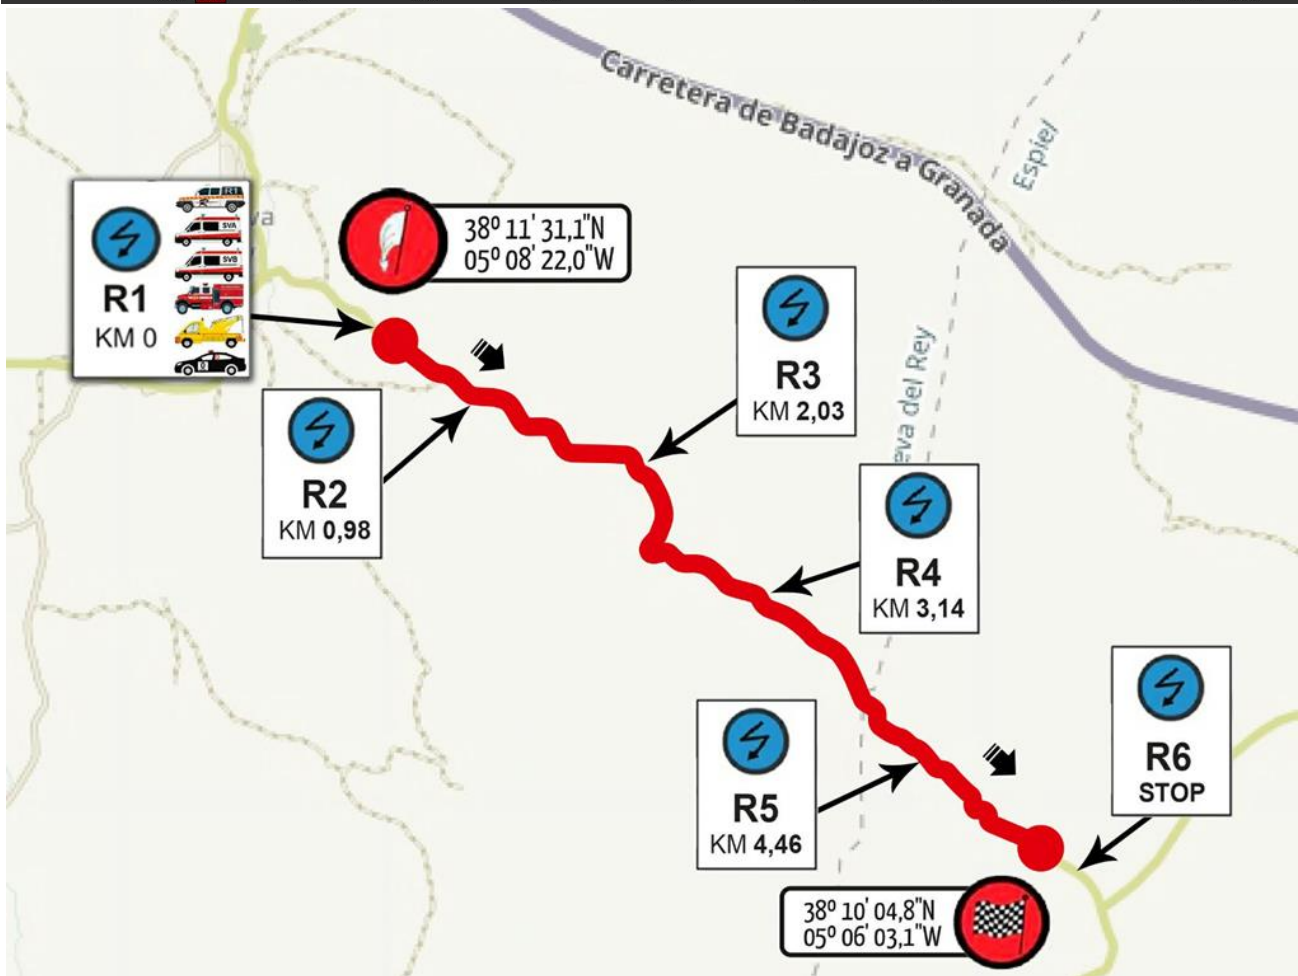 Carretera de Badajoz a Granada
Espiel
R1
SVA
SVB
R1
KM 0
va
38º 11' 31,1"N
05º 08' 22,0"W
R3
KM 2,03
eva del Rey
R2
KM 0,98
R4
KM 3,14
R6
STOP
R5
KM 4,46
38º 10' 04,8"N
05º 06' 03,1"W